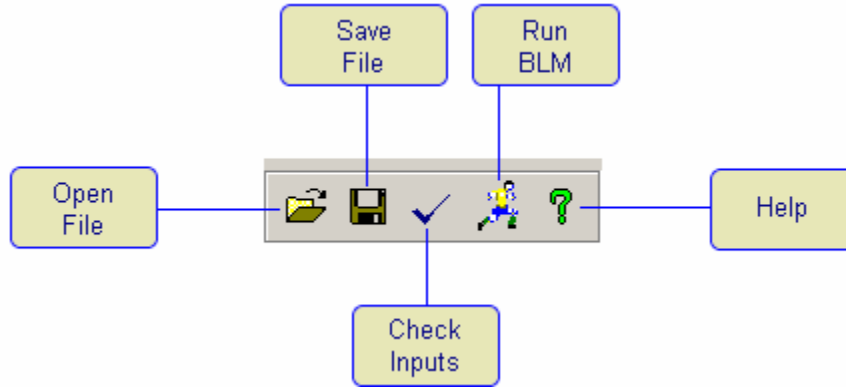 Save
File
Run
BLM
Open
File
Help
Check
Inputs